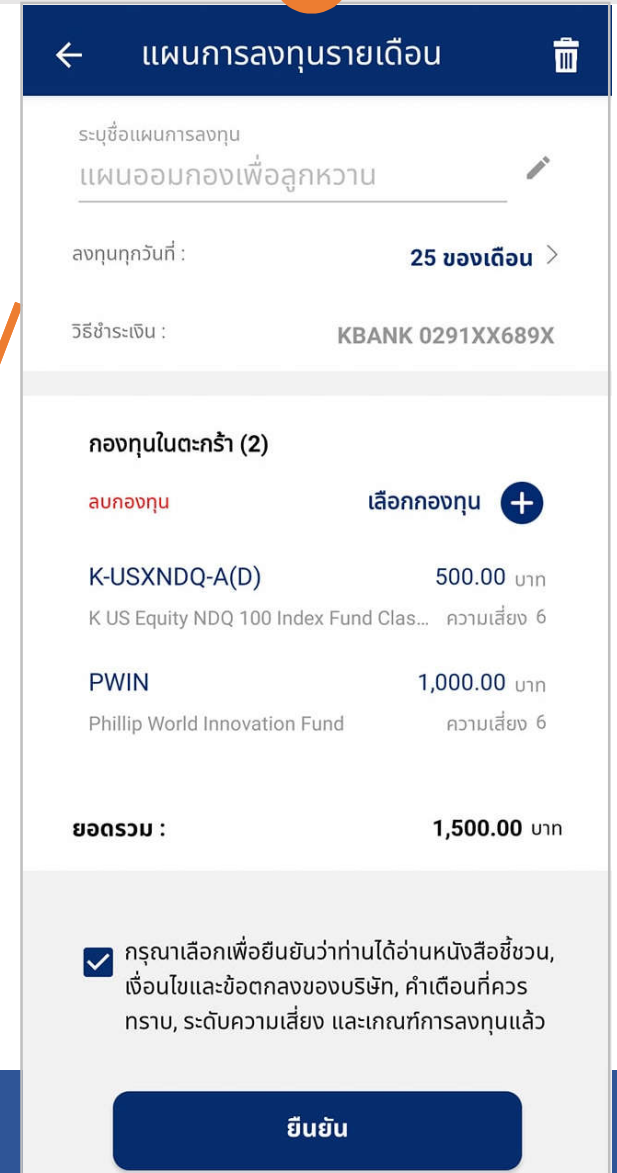 แผนการลงทุนรายเดือน
ระบุชื่อแผนการลงทุน
แผนออมกองเพื่อลูกหวาน
ลงทุนทุกวันที่ : 25 ของเดือน
วิธีชำระเงิน : KBANK 0291XX689X
กองทุนในตะกร้า (2)
ลบกองทุน เลือกกองทุน
K-USXNDQ-A(D) 500.00 บาท
K US Equity NDQ 100 Index Fund Clas... ความเสี่ยง 6
PWIN 1,000.00 บาท
Phillip World Innovation Fund ความเสี่ยง 6
ยอดรวม : 1,500.00 บาท
กรุณาเลือกเพื่อยืนยันว่าท่านได้อ่านหนังสือชี้ชวน,
เงื่อนไขและข้อตกลงของบริษัท, คำเตือนที่ควร
ทราบ, ระดับความเสี่ยง และเกณฑ์การลงทุนแล้ว
ยืนยัน